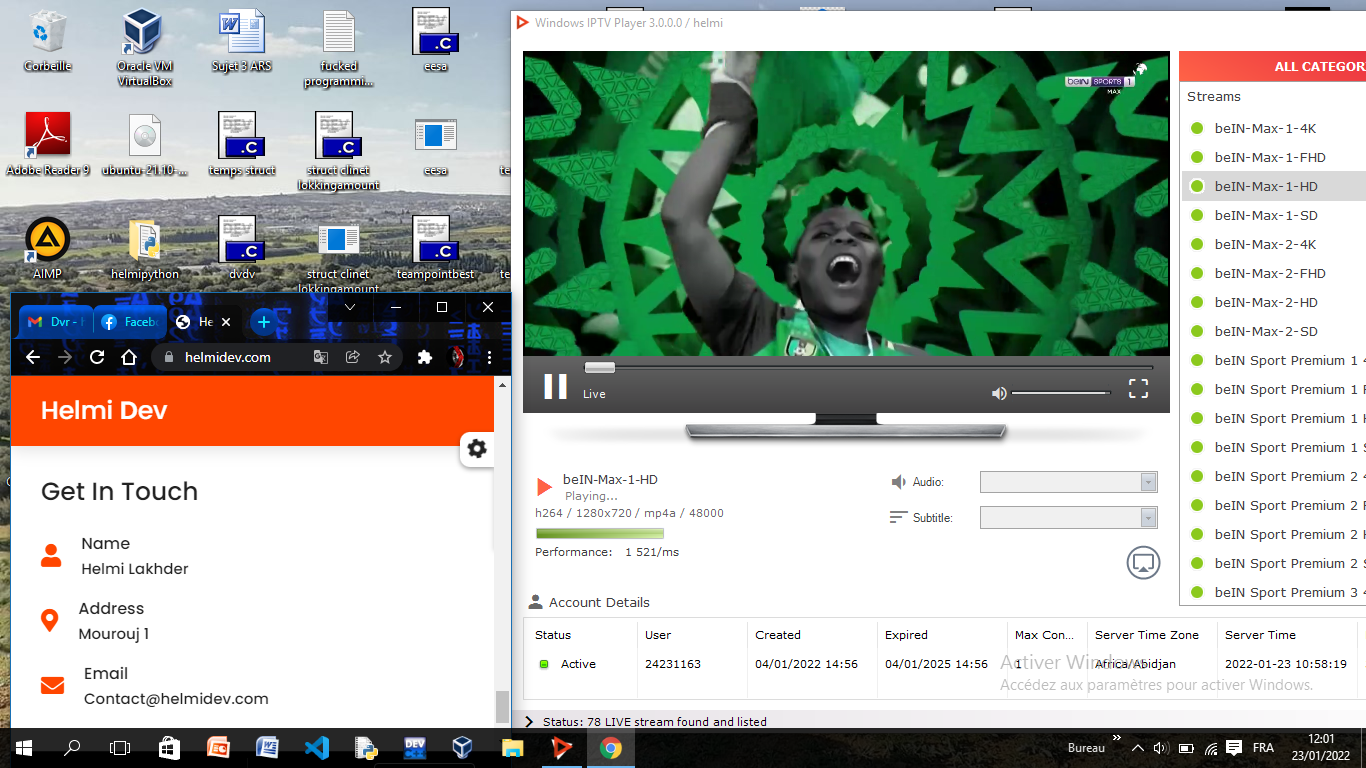 Corbeille
Oracle VM
VirtualBox
Sujet 3 ARS
fucked
programmi...
eesa
Adobe Reader 9
ubuntu-21.10-...
temps struct
struct clinet
lokkingamount
eesa
AIMP
helmipython
dvdv
struct clinet
lokkingamount
teampointbest
Dvr -
Faceb
He
helmidev.com
Helmi Dev
Get In Touch
Name
Helmi Lakhder
Address
Mourouj 1
Email
Contact@helmidev.com
Windows IPTV Player 3.0.0.0 / helmi
beIN SPORTS 1
MAX
Live
beIN-Max-1-HD
Playing...
h264 / 1280x720 / mp4a / 48000
Performance: 1 521/ms
Audio:
Subtitle:
ALL CATEGOR
Streams
beIN-Max-1-4K
beIN-Max-1-FHD
beIN-Max-1-HD
beIN-Max-1-SD
beIN-Max-2-4K
beIN-Max-2-FHD
beIN-Max-2-HD
beIN-Max-2-SD
beIN Sport Premium 1 4
beIN Sport Premium 1 F
beIN Sport Premium 1 H
beIN Sport Premium 1 S
beIN Sport Premium 2 4
beIN Sport Premium 2 F
beIN Sport Premium 2 H
beIN Sport Premium 2 S
beIN Sport Premium 3 4
Account Details
Status User Created Expired Max Con... Server Time Zone Server Time
Active 24231163 04/01/2022 14:56 04/01/2025 14:56 1 Africa/Abidjan 2022-01-23 10:58:19
Activer Windows
Accédez aux paramètres pour activer Windows.
Status: 78 LIVE stream found and listed
DEV
Bureau
FRA
12:01
23/01/2022